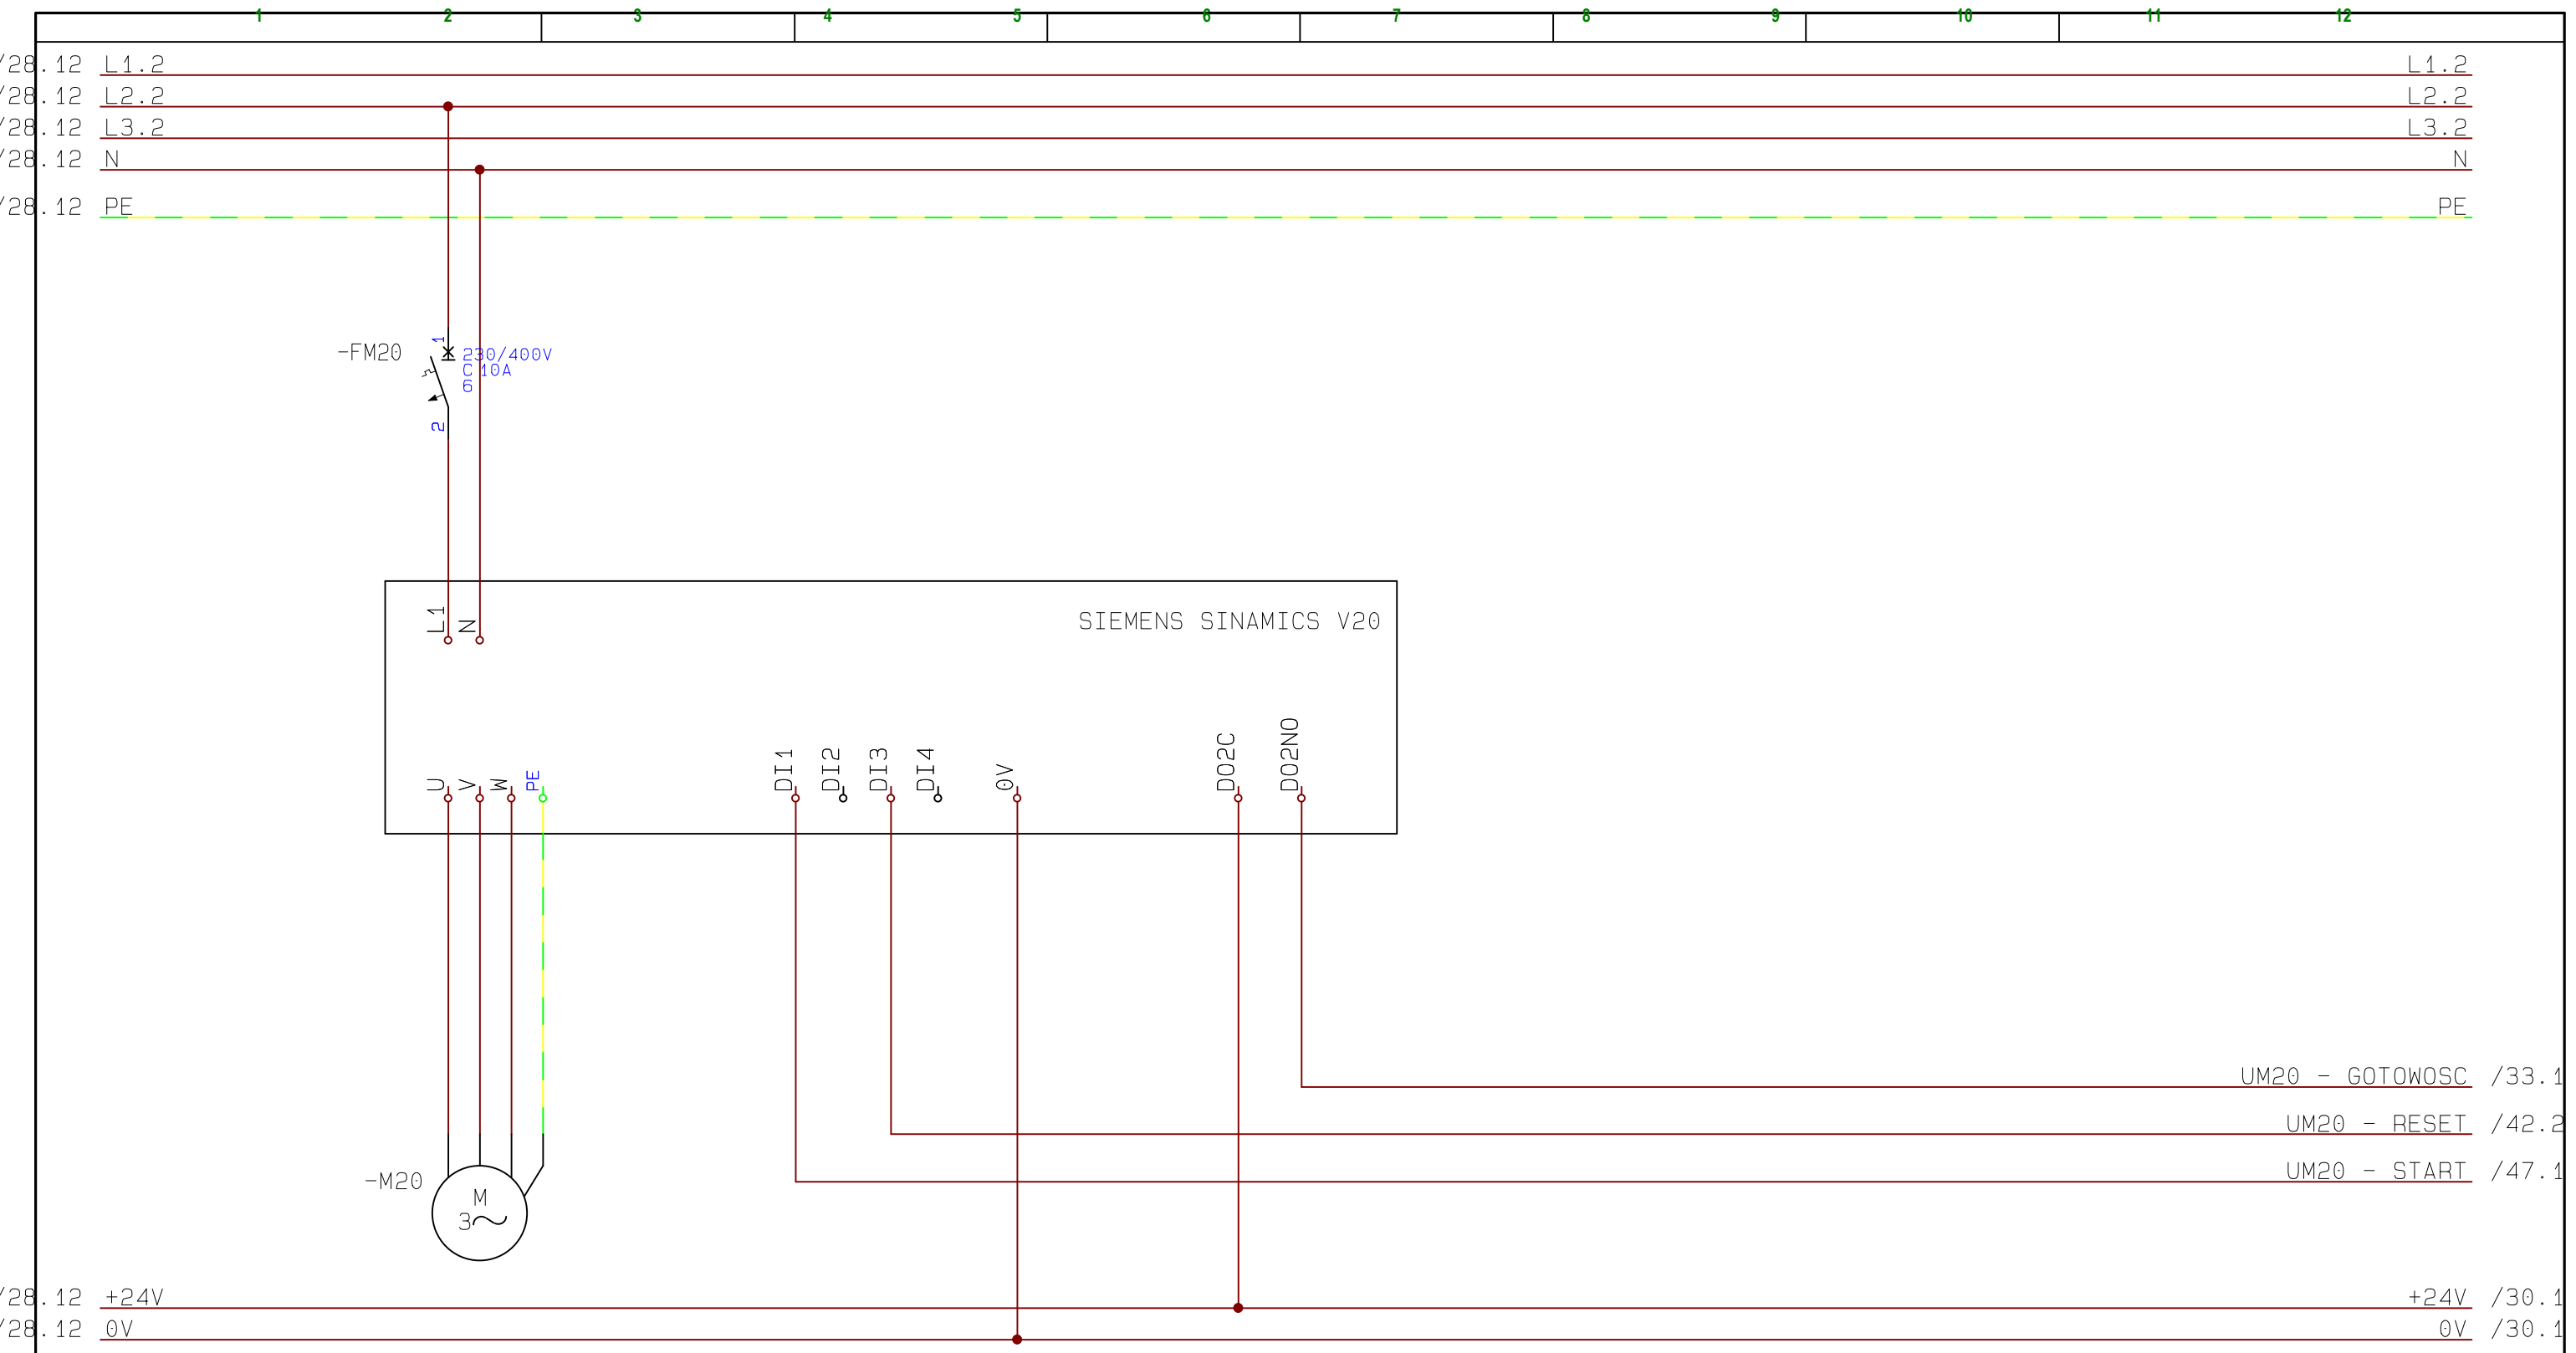 1 2 3 4 5 6 7 8 9 10 11 12
/28.12 L1.2 L1.2
/28.12 L2.2 L2.2
/28.12 L3.2 L3.2
/28.12 N N
/28.12 PE PE
-FM20 1 230/400V
C 10A
6
2
L1 N SIEMENS SINAMICS V20
U V W PE DI1 DI2 DI3 DI4 0V DO2C DO2NO
UM20 - GOTOWOSC /33.1
UM20 - RESET /42.2
UM20 - START /47.1
-M20
M
3~
/28.12 +24V +24V /30.1
/28.12 0V 0V /30.1